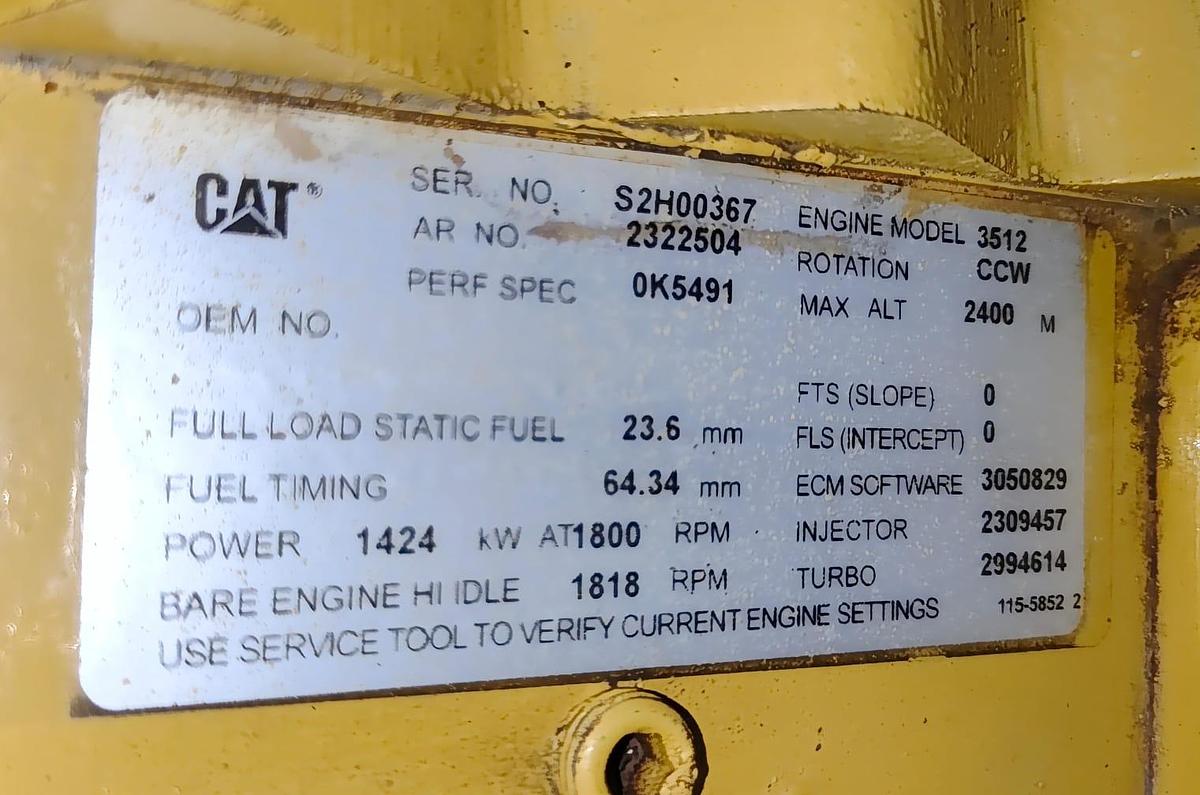 CAT®
SER. NO. S2H00367 ENGINE MODEL 3512
AR NO. 2322504 ROTATION CCW
PERF SPEC 0K5491 MAX ALT 2400 M
OEM NO.
FTS (SLOPE) 0
FULL LOAD STATIC FUEL 23.6 mm FLS (INTERCEPT) 0
FUEL TIMING 64.34 mm ECM SOFTWARE 3050829
POWER 1424 kW AT 1800 RPM INJECTOR 2309457
BARE ENGINE HI IDLE 1818 RPM TURBO 2994614
USE SERVICE TOOL TO VERIFY CURRENT ENGINE SETTINGS 115-5852 2